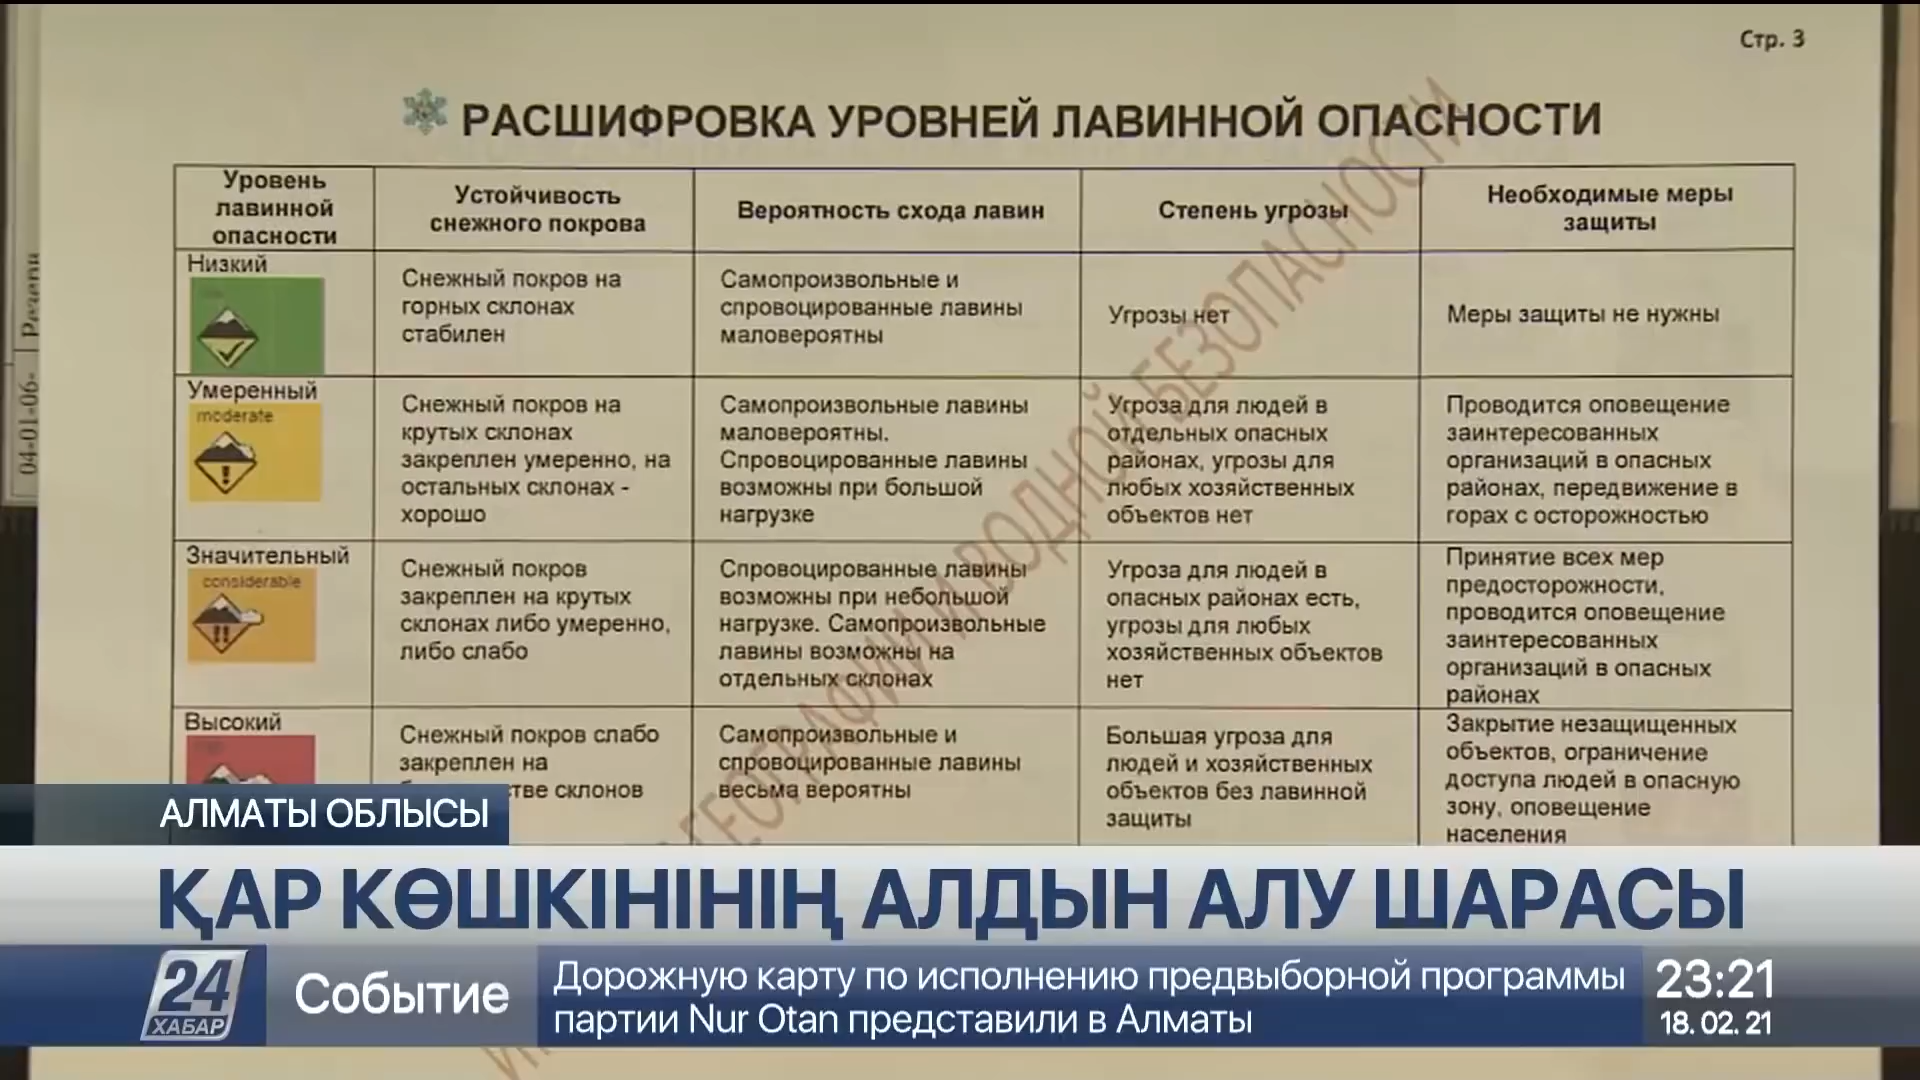 Стр. 3
РАСШИФРОВКА УРОВНЕЙ ЛАВИННОЙ ОПАСНОСТИ
Уровень
лавинной
опасности
Устойчивость
снежного покрова
Вероятность схода лавин
Степень угрозы
Необходимые меры
защиты
Низкий
Снежный покров на
горных склонах
стабилен
Самопроизвольные и
спровоцированные лавины
маловероятны
Угрозы нет
Меры защиты не нужны
Умеренный
moderate
Снежный покров на
крутых склонах
закреплен умеренно, на
остальных склонах -
хорошо
Самопроизвольные лавины
маловероятны.
Спровоцированные лавины
возможны при большой
нагрузке
Угроза для людей в
отдельных опасных
районах, угрозы для
любых хозяйственных
объектов нет
Проводится оповещение
заинтересованных
организаций в опасных
районах, передвижение в
горах с осторожностью
Значительный
considerable
Снежный покров
закреплен на крутых
склонах либо умеренно,
либо слабо
Спровоцированные лавины
возможны при небольшой
нагрузке. Самопроизвольные
лавины возможны на
отдельных склонах
Угроза для людей в
опасных районах есть,
угрозы для любых
хозяйственных объектов
нет
Принятие всех мер
предосторожности,
проводится оповещение
заинтересованных
организаций в опасных
районах
Высокий
Снежный покров слабо
закреплен на
склонов
Самопроизвольные и
спровоцированные лавины
весьма вероятны
Большая угроза для
людей и хозяйственных
объектов без лавинной
защиты
Закрытие незащищенных
объектов, ограничение
доступа людей в опасную
зону, оповещение
населения
ГЕОГРАФИИ И ВОДНОЙ БЕЗОПАСНОСТИ
04-01-06-
АЛМАТЫ ОБЛЫСЫ
ҚАР КӨШКІНІНІҢ АЛДЫН АЛУ ШАРАСЫ
24
ХАБАР
Событие
Дорожную карту по исполнению предвыборной программы
партии Nur Otan представили в Алматы
23:21
18. 02. 21